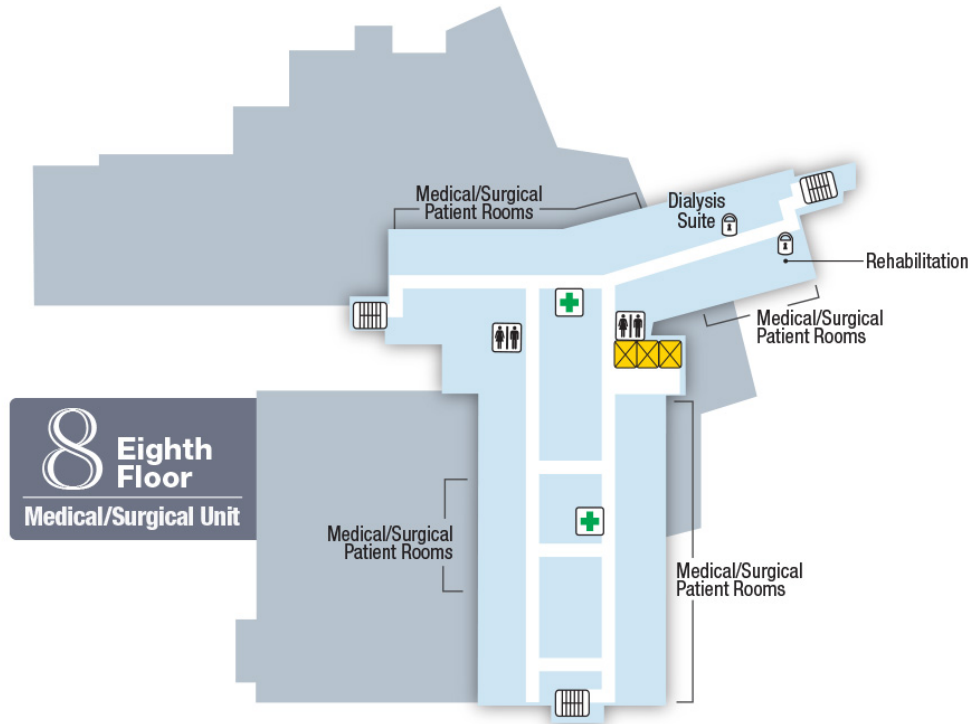 Medical/Surgical
Patient Rooms
Dialysis
Suite
Rehabilitation
Medical/Surgical
Patient Rooms
8
Eighth
Floor
Medical/Surgical Unit
Medical/Surgical
Patient Rooms
Medical/Surgical
Patient Rooms